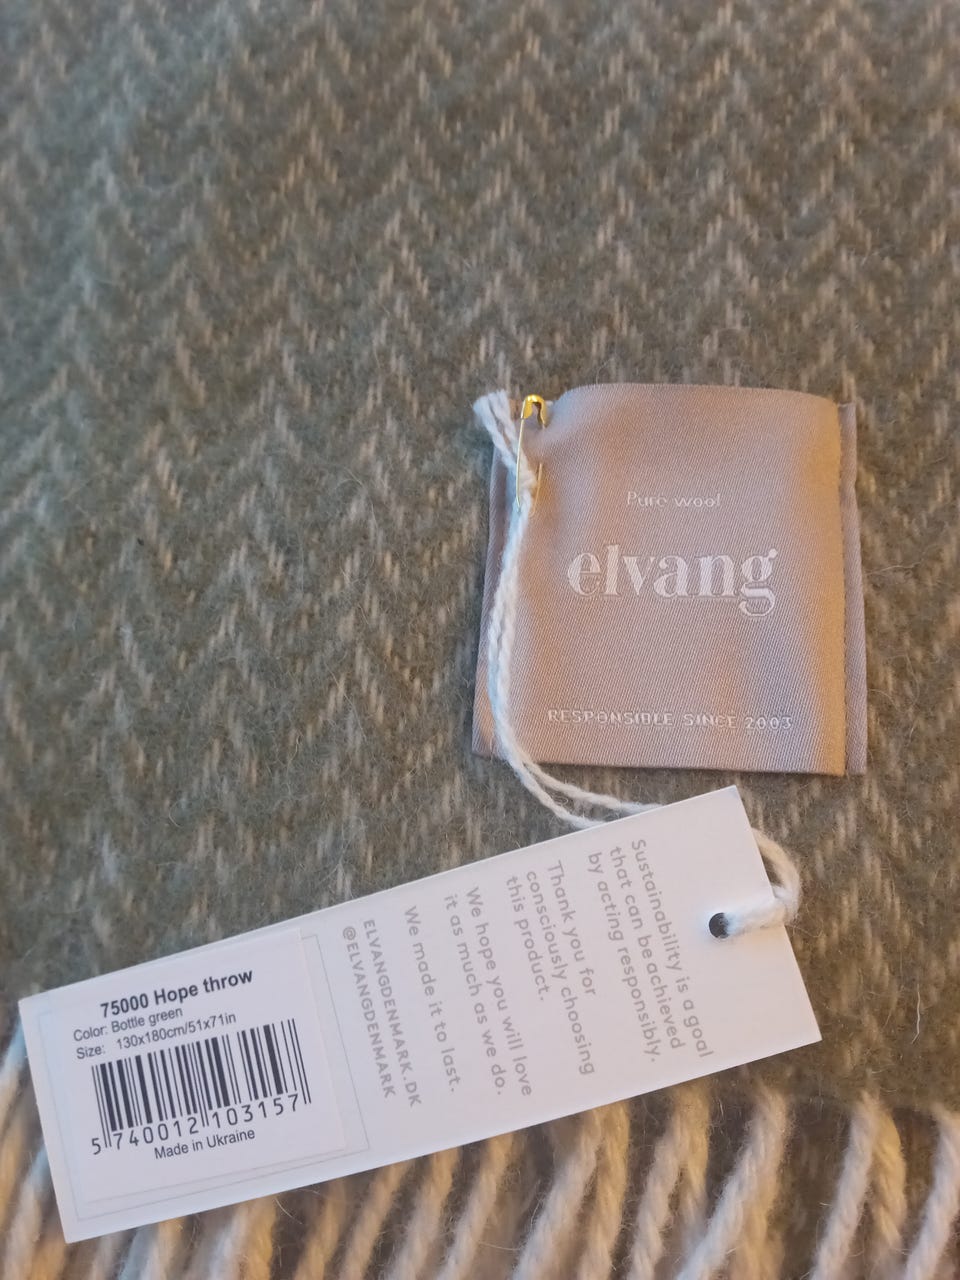 Pure wool
elvang
RESPONSIBLE SINCE 2003
Sustainability is a goal
that can be achieved
by acting responsibly.
Thank you for
consciously choosing
this product.
We hope you will love
it as much as we do.
We made it to last.
ELVANGDENMARK.DK
@ELVANGDENMARK
75000 Hope throw
Color: Bottle green
Size: 130x180cm/51x71in
5 740012 103157
Made in Ukraine